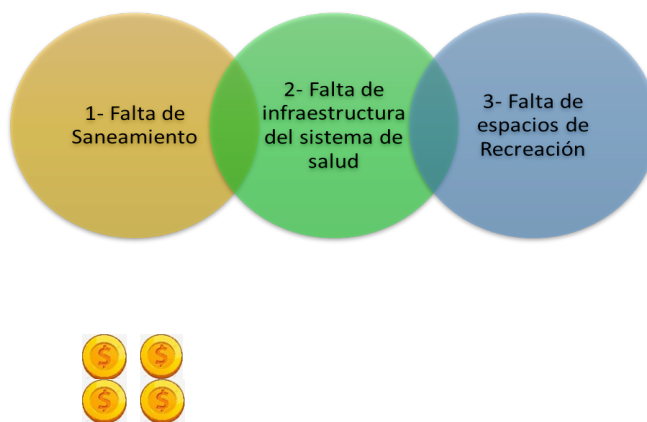 1- Falta de
Saneamiento
2- Falta de
infraestructura
del sistema de
salud
3- Falta de
espacios de
Recreación
$ $
$ $